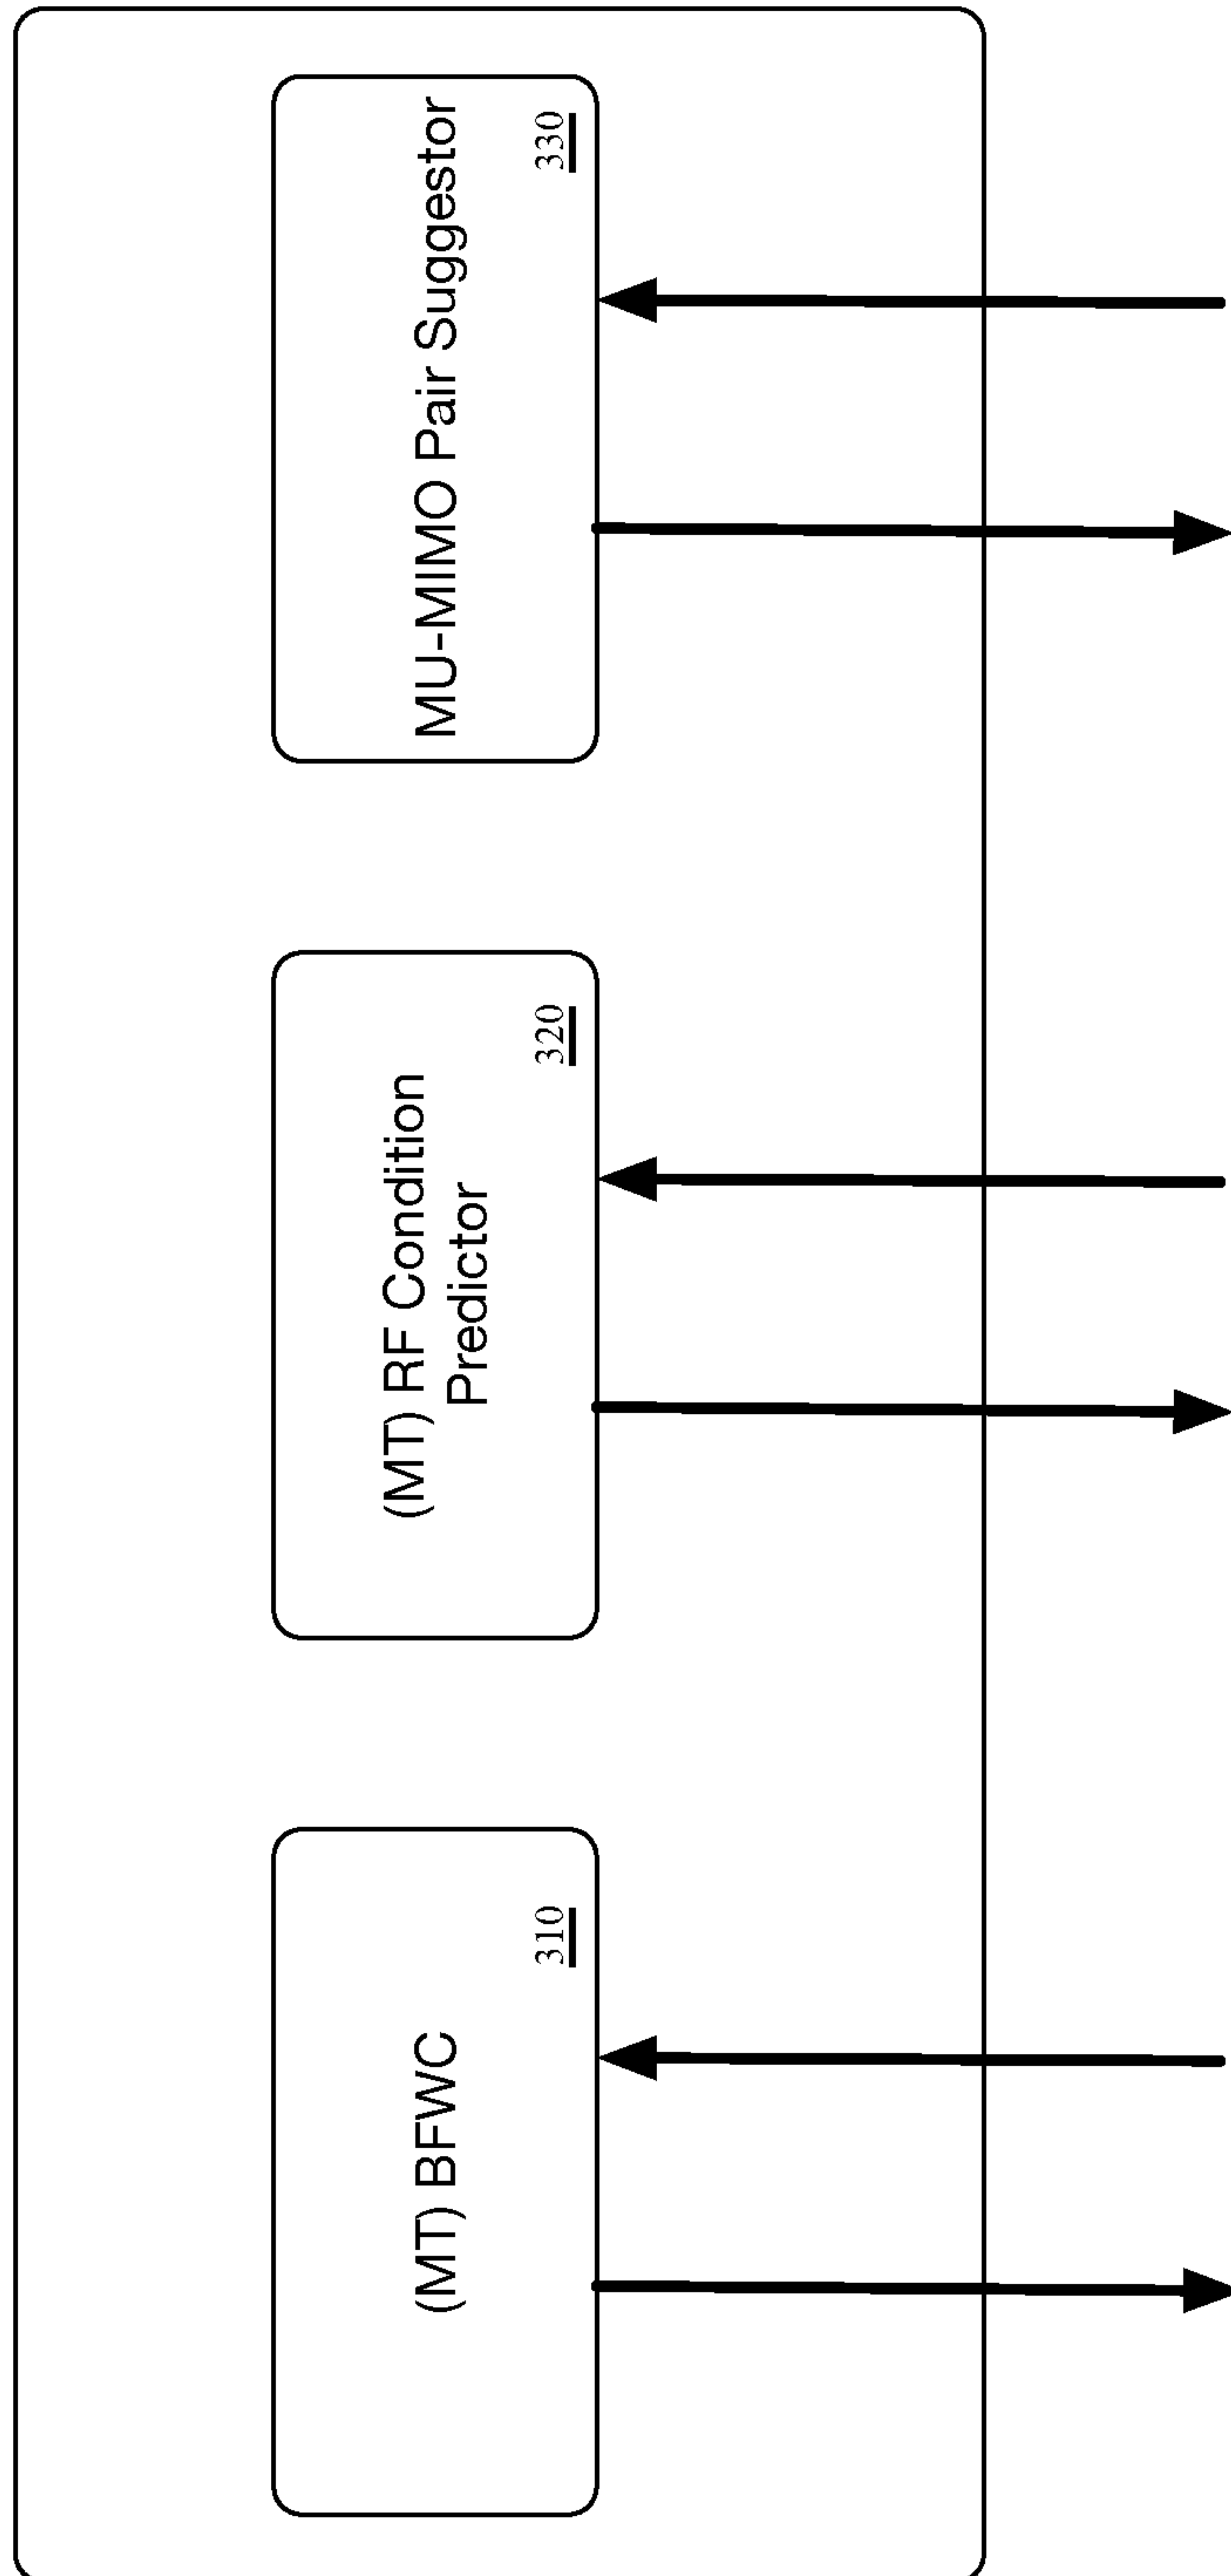 (MT) BFWC
310
(MT) RF Condition
Predictor
320
MU-MIMO Pair Suggestor
330